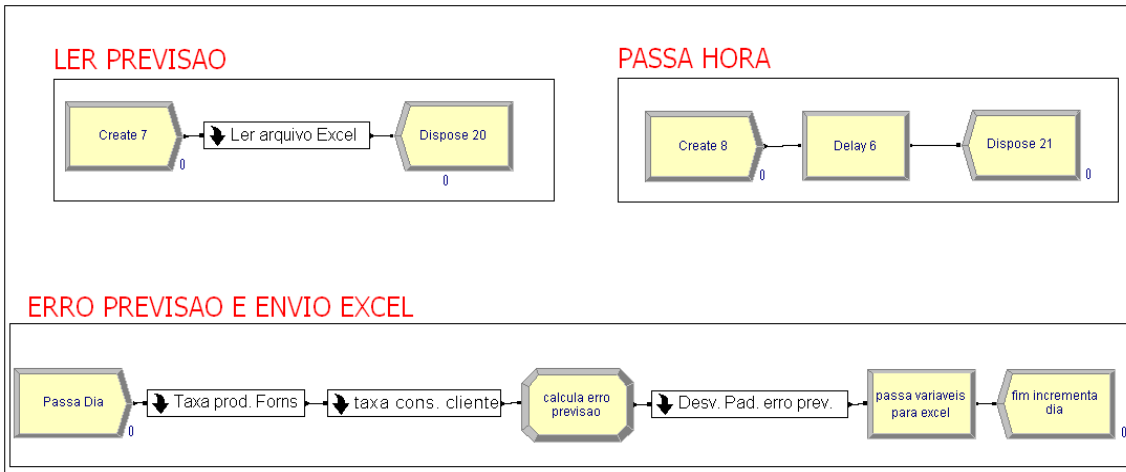 LER PREVISAO
Create 7
0
Ler arquivo Excel
Dispose 20
0
PASSA HORA
Create 8
0
Delay 6
Dispose 21
0
ERRO PREVISAO E ENVIO EXCEL
Passa Dia
0
Taxa prod. Forns
taxa cons. cliente
calcula erro
previsao
Desv. Pad. erro prev.
passa variaveis
para excel
fim incrementa
dia
0